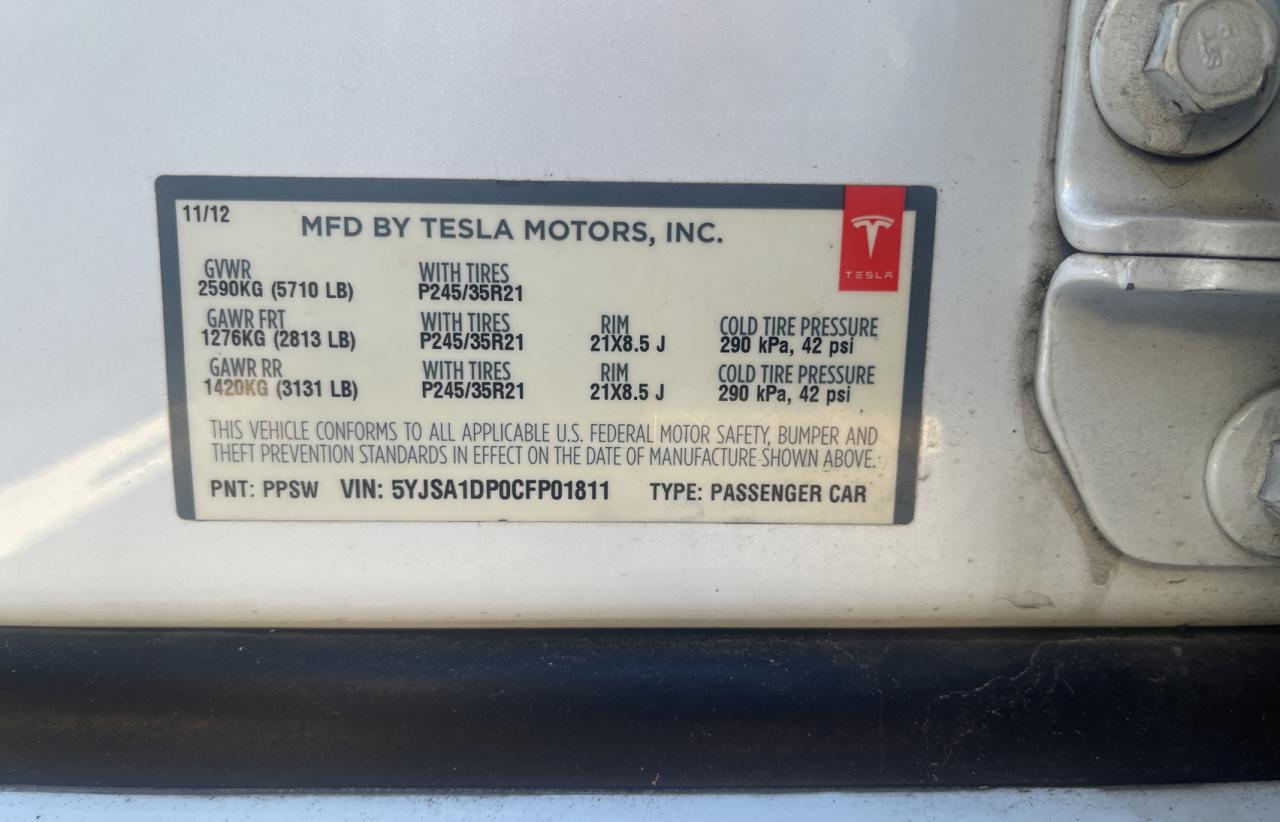 11/12
MFD BY TESLA MOTORS, INC.
TESLA
GVWR WITH TIRES
2590KG (5710 LB) P245/35R21
GAWR FRT WITH TIRES RIM COLD TIRE PRESSURE
1276KG (2813 LB) P245/35R21 21X8.5 J 290 kPa, 42 psi
GAWR RR WITH TIRES RIM COLD TIRE PRESSURE
1420KG (3131 LB) P245/35R21 21X8.5 J 290 kPa, 42 psi
THIS VEHICLE CONFORMS TO ALL APPLICABLE U.S. FEDERAL MOTOR SAFETY, BUMPER AND
THEFT PREVENTION STANDARDS IN EFFECT ON THE DATE OF MANUFACTURE SHOWN ABOVE.
PNT: PPSW VIN: 5YJSA1DP0CFP01811 TYPE: PASSENGER CAR